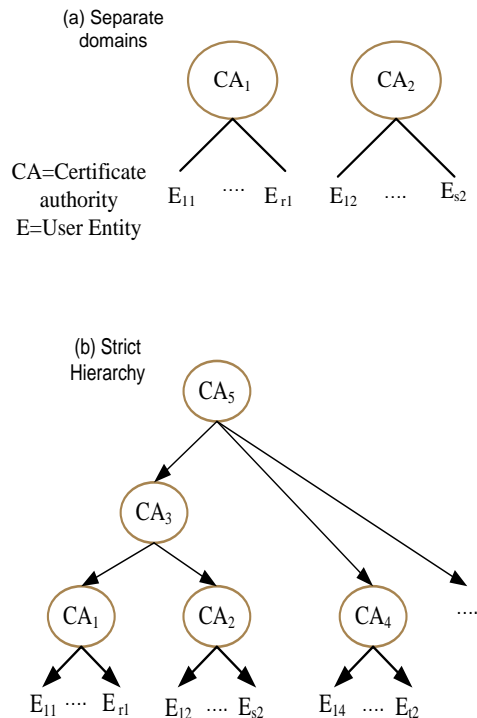 (a) Separate
domains
CA₁ CA₂
CA=Certificate
authority
E=User Entity
E₁₁ .... Eᵣ₁ E₁₂ .... Eₛ₂
(b) Strict
Hierarchy
CA₅
CA₃
CA₁ CA₂ CA₄ ....
E₁₁ .... Eᵣ₁ E₁₂ .... Eₛ₂ E₁₄ .... Eₜ₂